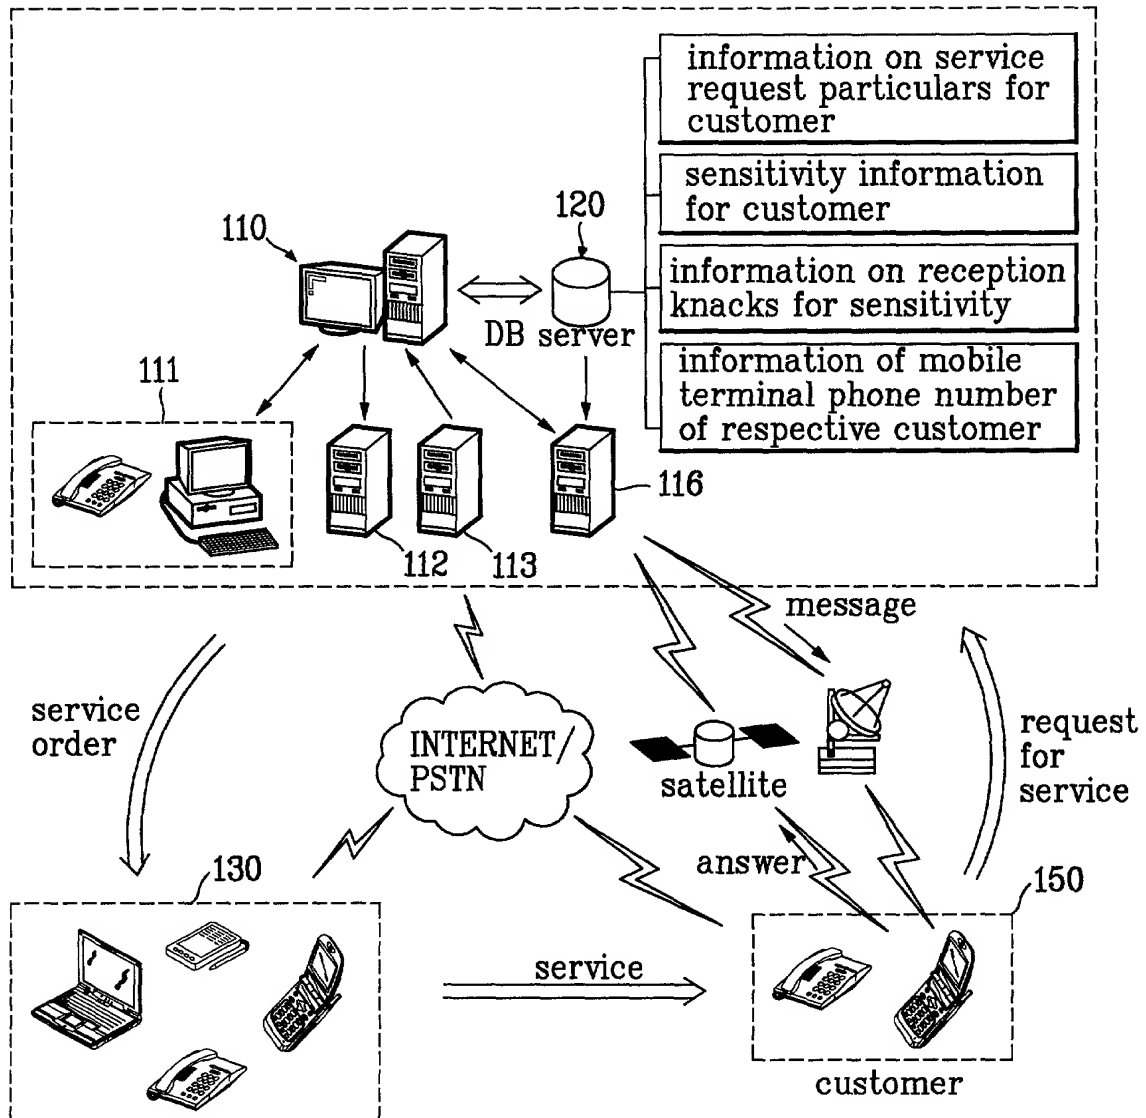 information on service
request particulars for
customer
sensitivity information
for customer
120
110
information on reception
knacks for sensitivity
DB server
information of mobile
terminal phone number
of respective customer
111
116
112
113
message
service
order
INTERNET/
PSTN
satellite
request
for
service
answer
130
150
service
customer